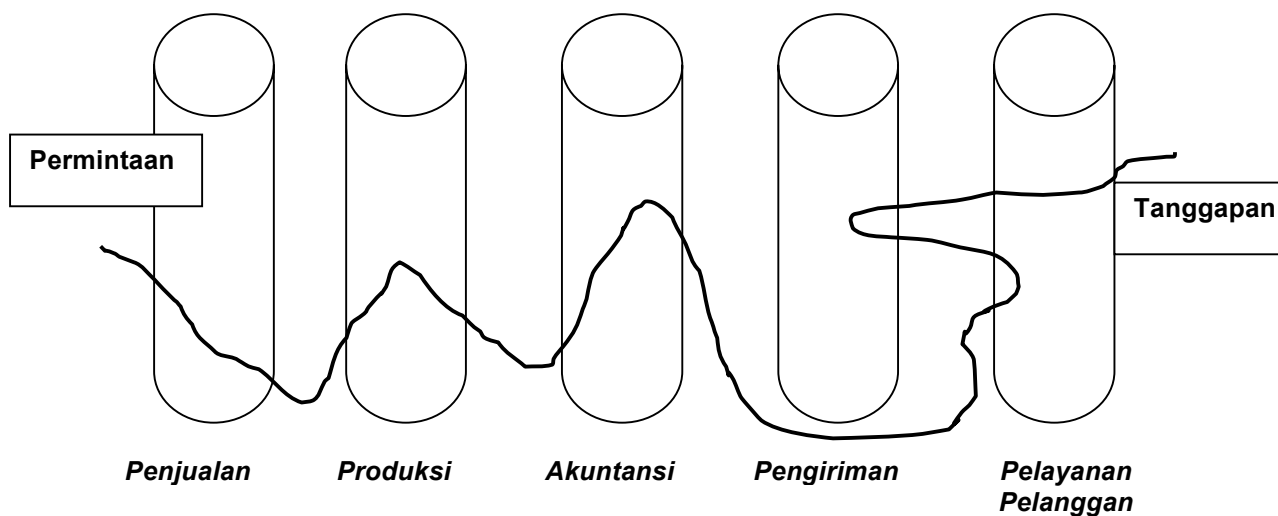 Permintaan
Tanggapan
Penjualan
Produksi
Akuntansi
Pengiriman
Pelayanan
Pelanggan